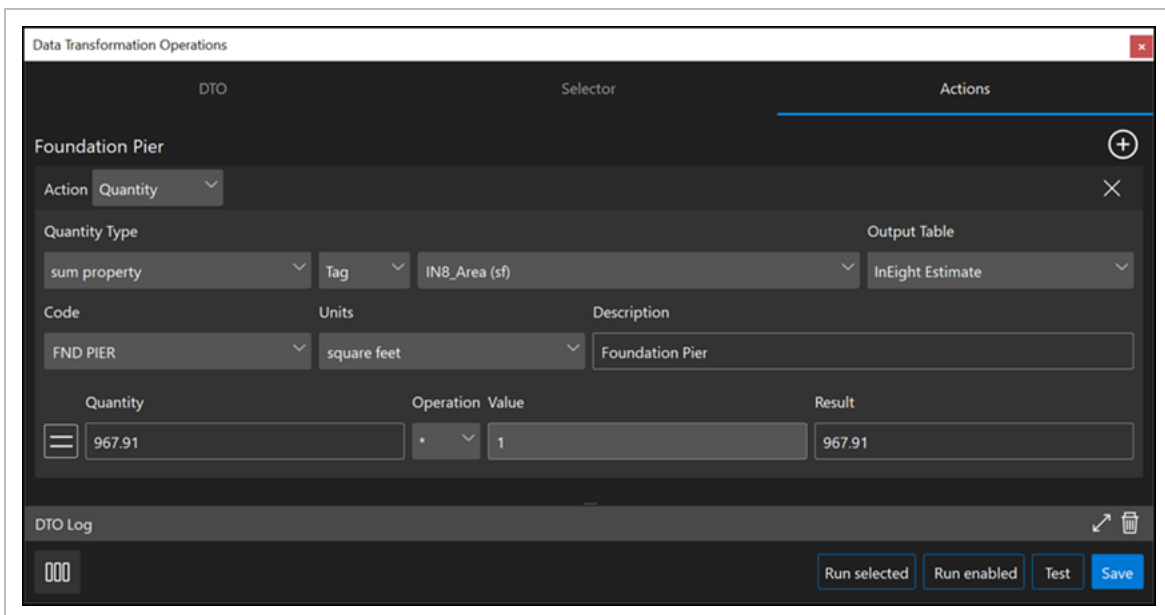 Data Transformation Operations
DTO Selector Actions
Foundation Pier
Action Quantity
Quantity Type Output Table
sum property Tag IN8_Area (sf) InEight Estimate
Code Units Description
FND PIER square feet Foundation Pier
Quantity Operation Value Result
967.91 * 1 967.91
DTO Log
Run selected Run enabled Test Save